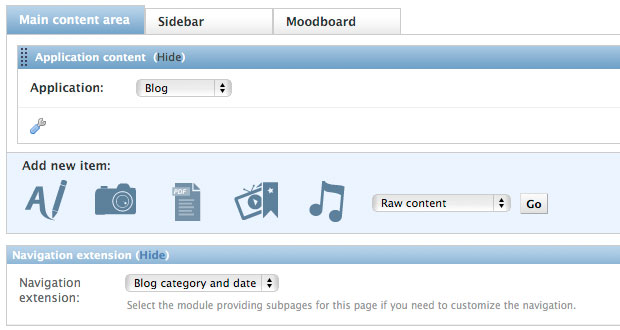 Main content area Sidebar Moodboard
Application content (Hide)
Application: Blog
Add new item:
PDF
Raw content Go
Navigation extension (Hide)
Navigation Blog category and date
extension:
Select the module providing subpages for this page if you need to customize the navigation.